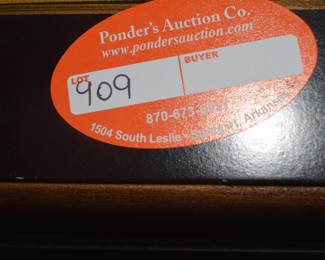 Ponder's Auction Co.
www.pondersauction.com
LOT
909
BUYER
870-673-
1504 South Leslie •